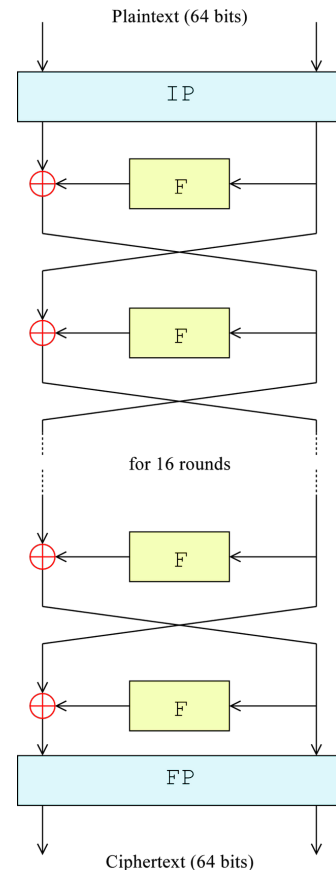 Plaintext (64 bits)
IP
F
F
for 16 rounds
F
F
FP
Ciphertext (64 bits)